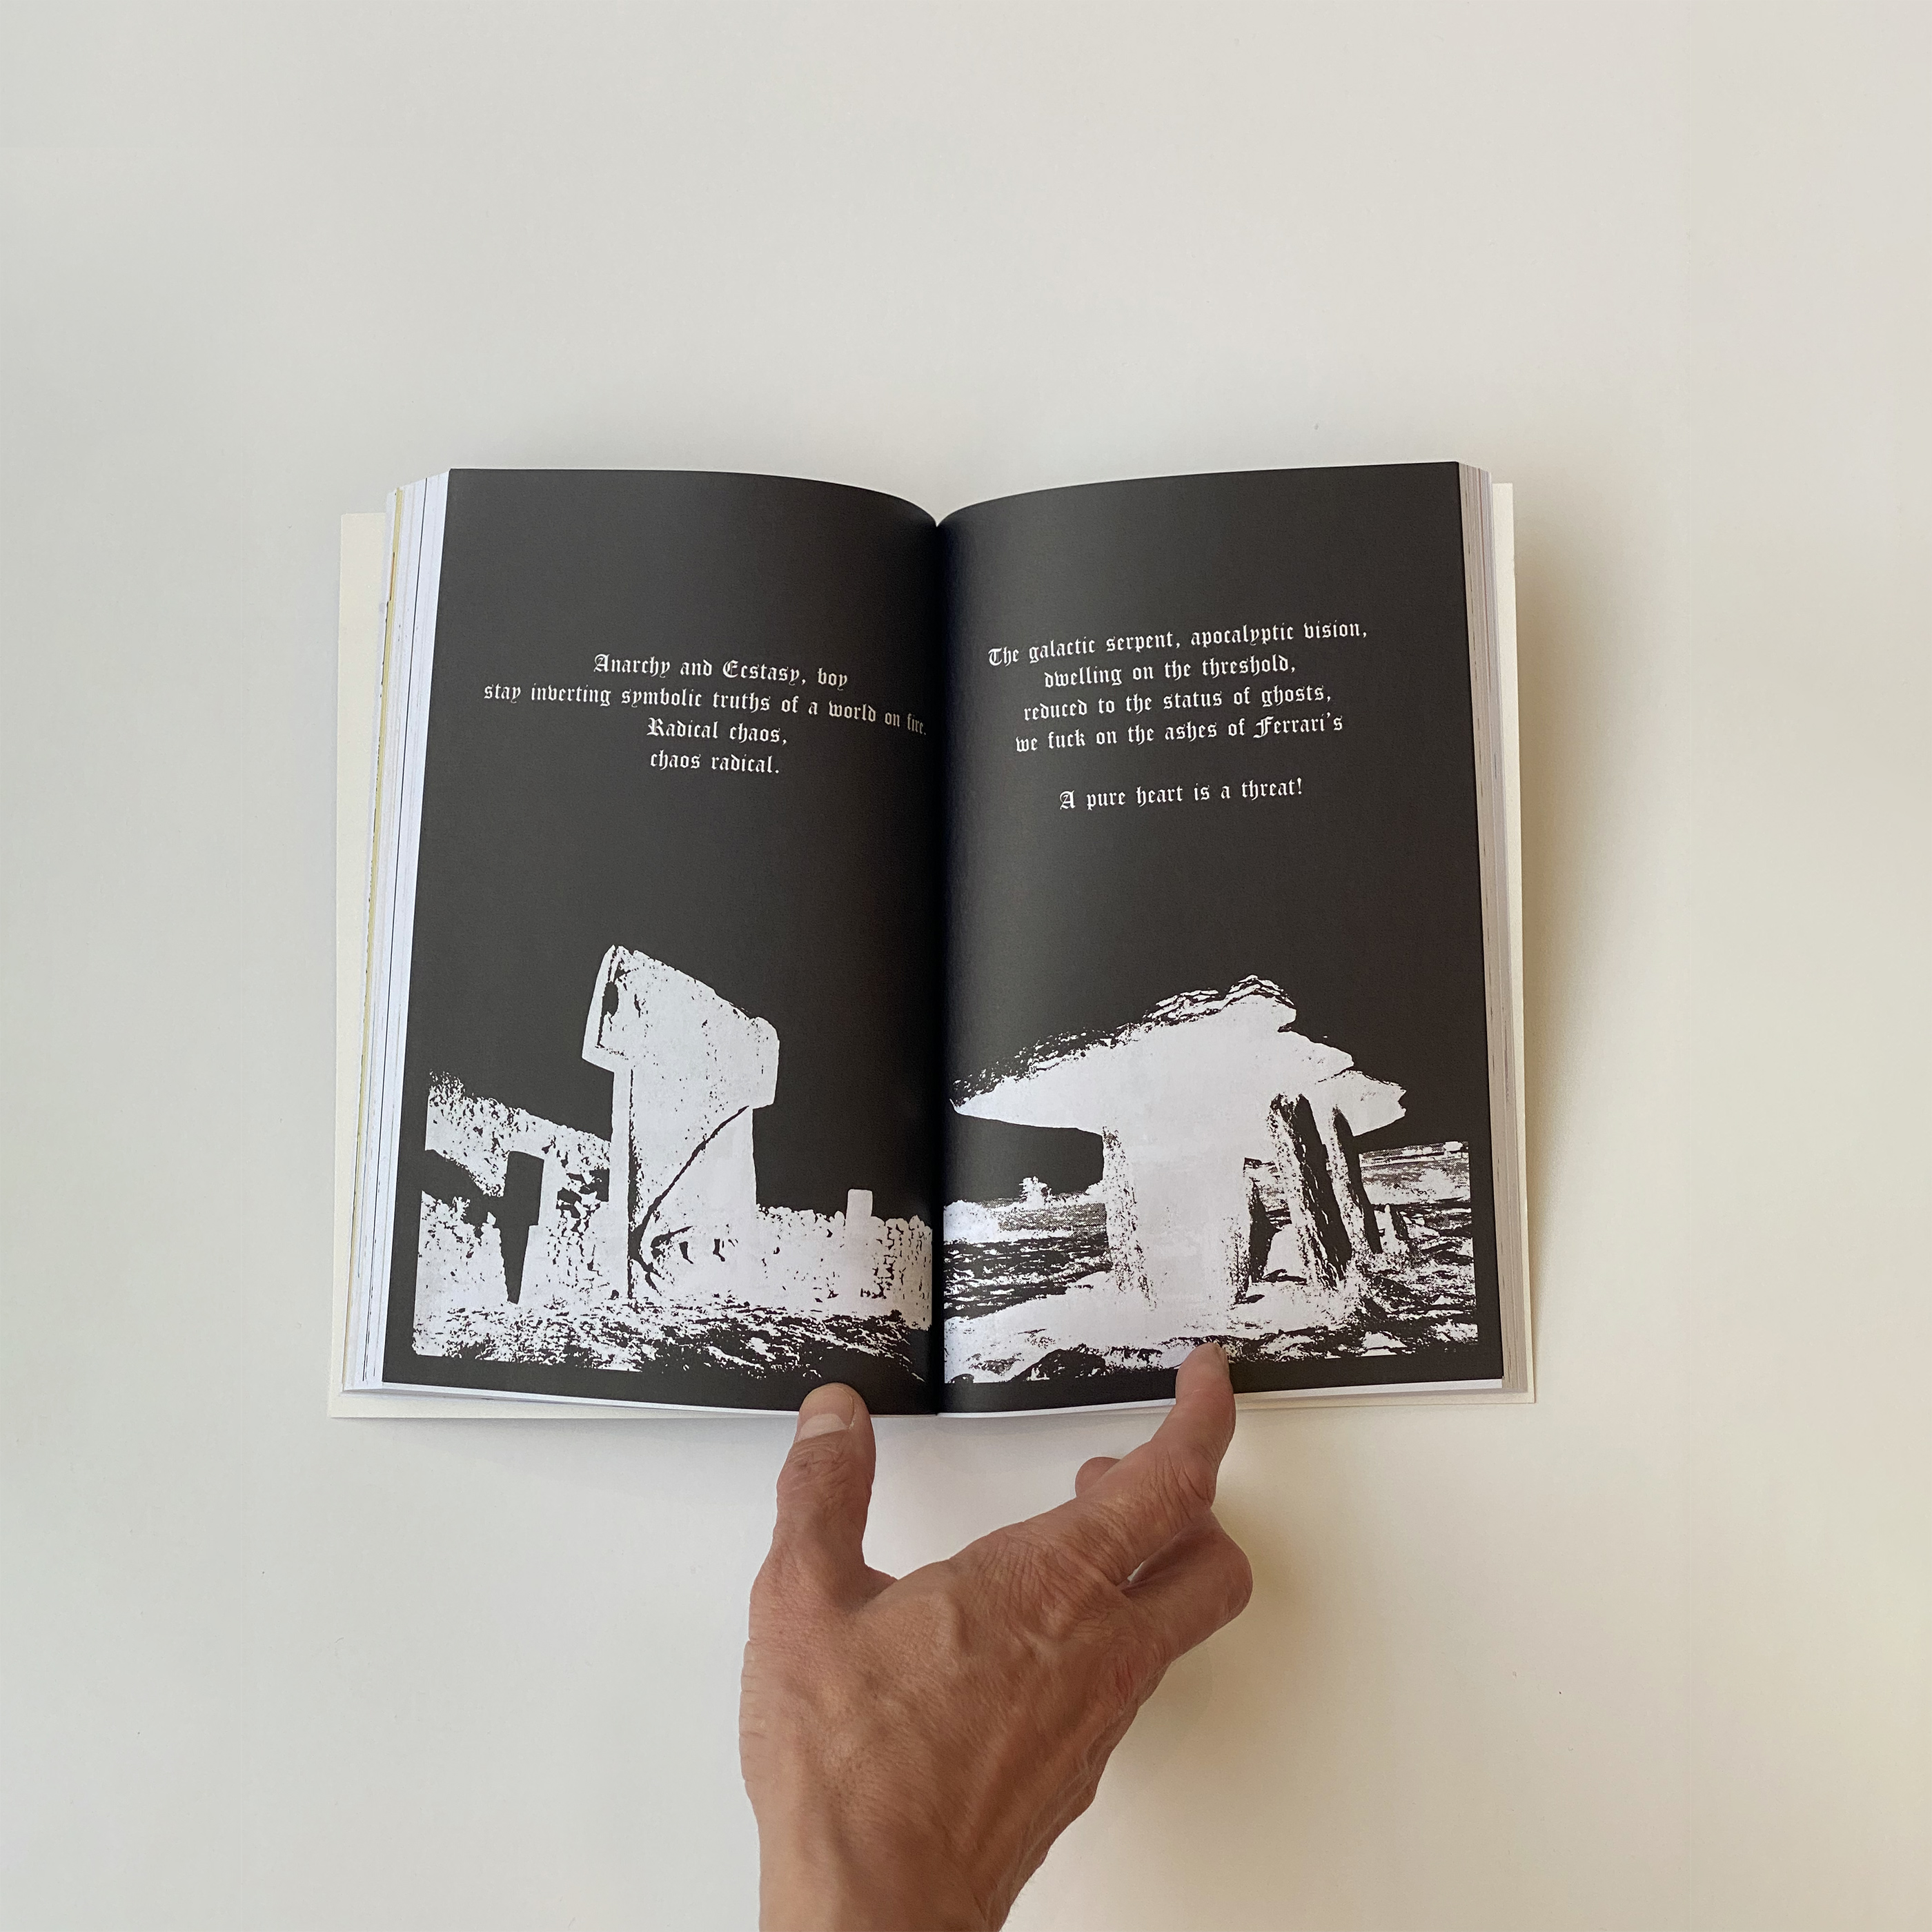 Anarchy and Ecstasy, boy
stay inverting symbolic truths of a world on fire.
Radical chaos,
chaos radical.
The galactic serpent, apocalyptic vision,
dwelling on the threshold,
reduced to the status of ghosts,
we fuck on the ashes of Ferrari's
A pure heart is a threat!